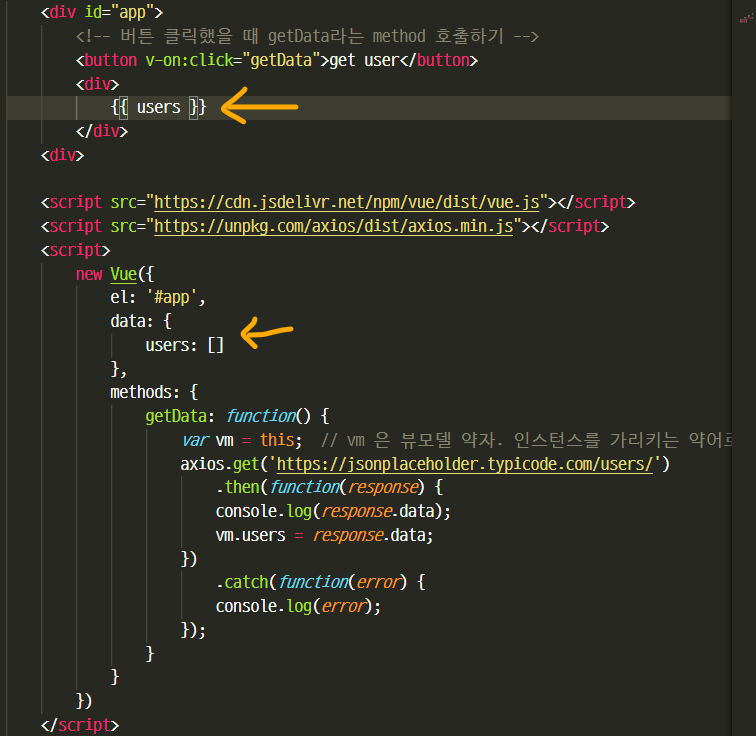 <div id="app">
<!-- 버튼 클릭했을 때 getData라는 method 호출하기 -->
<button v-on:click="getData">get user</button>
<div>
{{ users }}
</div>
<div>
<script src="https://cdn.jsdelivr.net/npm/vue/dist/vue.js"></script>
<script src="https://unpkg.com/axios/dist/axios.min.js"></script>
<script>
new Vue({
el: '#app',
data: {
users: []
},
methods: {
getData: function() {
var vm = this;  // vm 은 뷰모델 약자. 인스턴스를 가리키는 약어로
axios.get('https://jsonplaceholder.typicode.com/users/')
.then(function(response) {
console.log(response.data);
vm.users = response.data;
})
.catch(function(error) {
console.log(error);
});
}
}
})
</script>